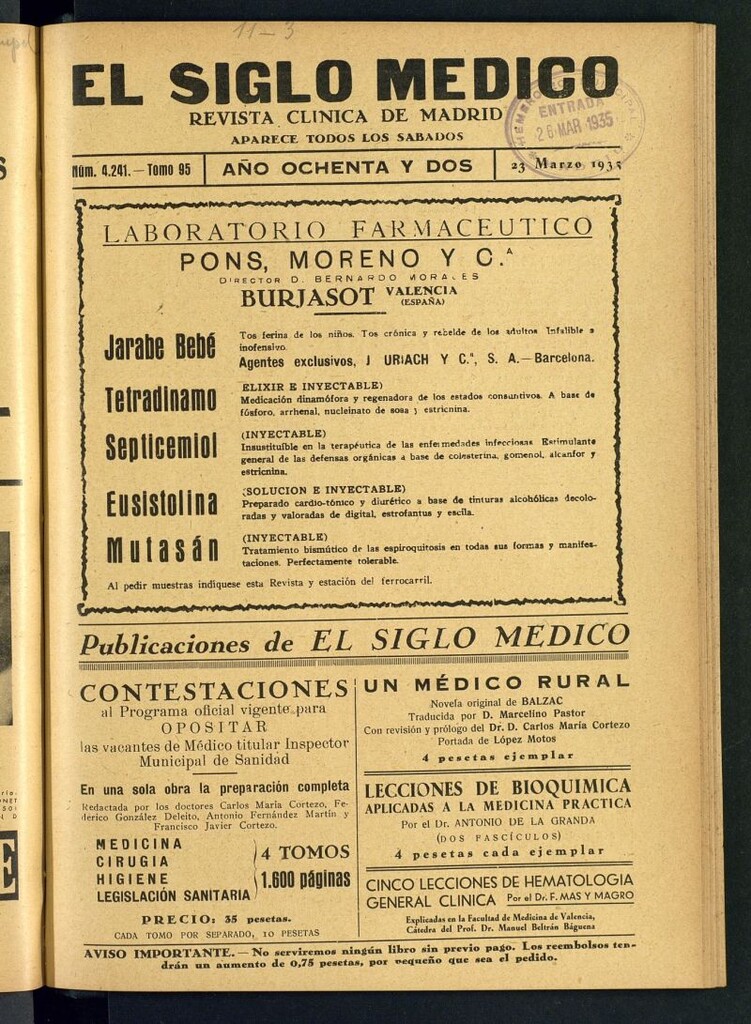 11-3
EL SIGLO MEDICO
REVISTA CLINICA DE MADRID
APARECE TODOS LOS SABADOS
ENTRADA
26 MAR 1935
Núm. 4.241.—Tomo 95
AÑO OCHENTA Y DOS
23 Marzo 1935
LABORATORIO FARMACEUTICO
PONS, MORENO Y C.ª
DIRECTOR D. BERNARDO MORALES
BURJASOT VALENCIA (ESPAÑA)
Jarabe Bebé
Tos ferina de los niños. Tos crónica y rebelde de los adultos Infalible e
inofensivo.
Agentes exclusivos, J URIACH Y C.ª, S. A.—Barcelona.
Tetradinamo
ELIXIR E INYECTABLE)
Medicación dinamófora y regenadora de los estados consuntivos. A base de
fósforo, arrhenal, nucleinato de sosa y estricnina.
Septicemiol
(INYECTABLE)
Insustituíble en la terapéutica de las enfermedades infecciosas. Estimulante
general de las defensas orgánicas a base de colesterina, gomenol, alcanfor y
estricnina.
Eusistolina
(SOLUCION E INYECTABLE)
Preparado cardio-tónico y diurético a base de tinturas alcohólicas decolo-
radas y valoradas de digital, estrofantus y escila.
Mutasán
(INYECTABLE)
Tratamiento bismútico de las espiroquitosis en todas sus formas y manifes-
taciones. Perfectamente tolerable.
Al pedir muestras indíquese esta Revista y estación del ferrocarril.
Publicaciones de EL SIGLO MEDICO
CONTESTACIONES
al Programa oficial vigente para
OPOSITAR
las vacantes de Médico titular Inspector
Municipal de Sanidad
En una sola obra la preparación completa
Redactada por los doctores Carlos María Cortezo, Fe-
derico González Deleito, Antonio Fernández Martín y
Francisco Javier Cortezo.
MEDICINA
CIRUGIA
HIGIENE
LEGISLACIÓN SANITARIA
4 TOMOS
1.600 páginas
PRECIO: 35 pesetas.
CADA TOMO POR SEPARADO, 10 PESETAS
UN MÉDICO RURAL
Novela original de BALZAC
Traducida por D. Marcelino Pastor
Con revisión y prólogo del Dr. D. Carlos María Cortezo
Portada de López Motos
4 pesetas ejemplar
LECCIONES DE BIOQUIMICA
APLICADAS A LA MEDICINA PRACTICA
Por el Dr. ANTONIO DE LA GRANDA
(DOS FASCÍCULOS)
4 pesetas cada ejemplar
CINCO LECCIONES DE HEMATOLOGIA
GENERAL CLINICA Por el Dr. F. MAS Y MAGRO
Explicadas en la Facultad de Medicina de Valencia,
Cátedra del Prof. Dr. Manuel Beltrán Báguena
AVISO IMPORTANTE.—No serviremos ningún libro sin previo pago. Los reembolsos ten-
drán un aumento de 0,75 pesetas, por pequeño que sea el pedido.